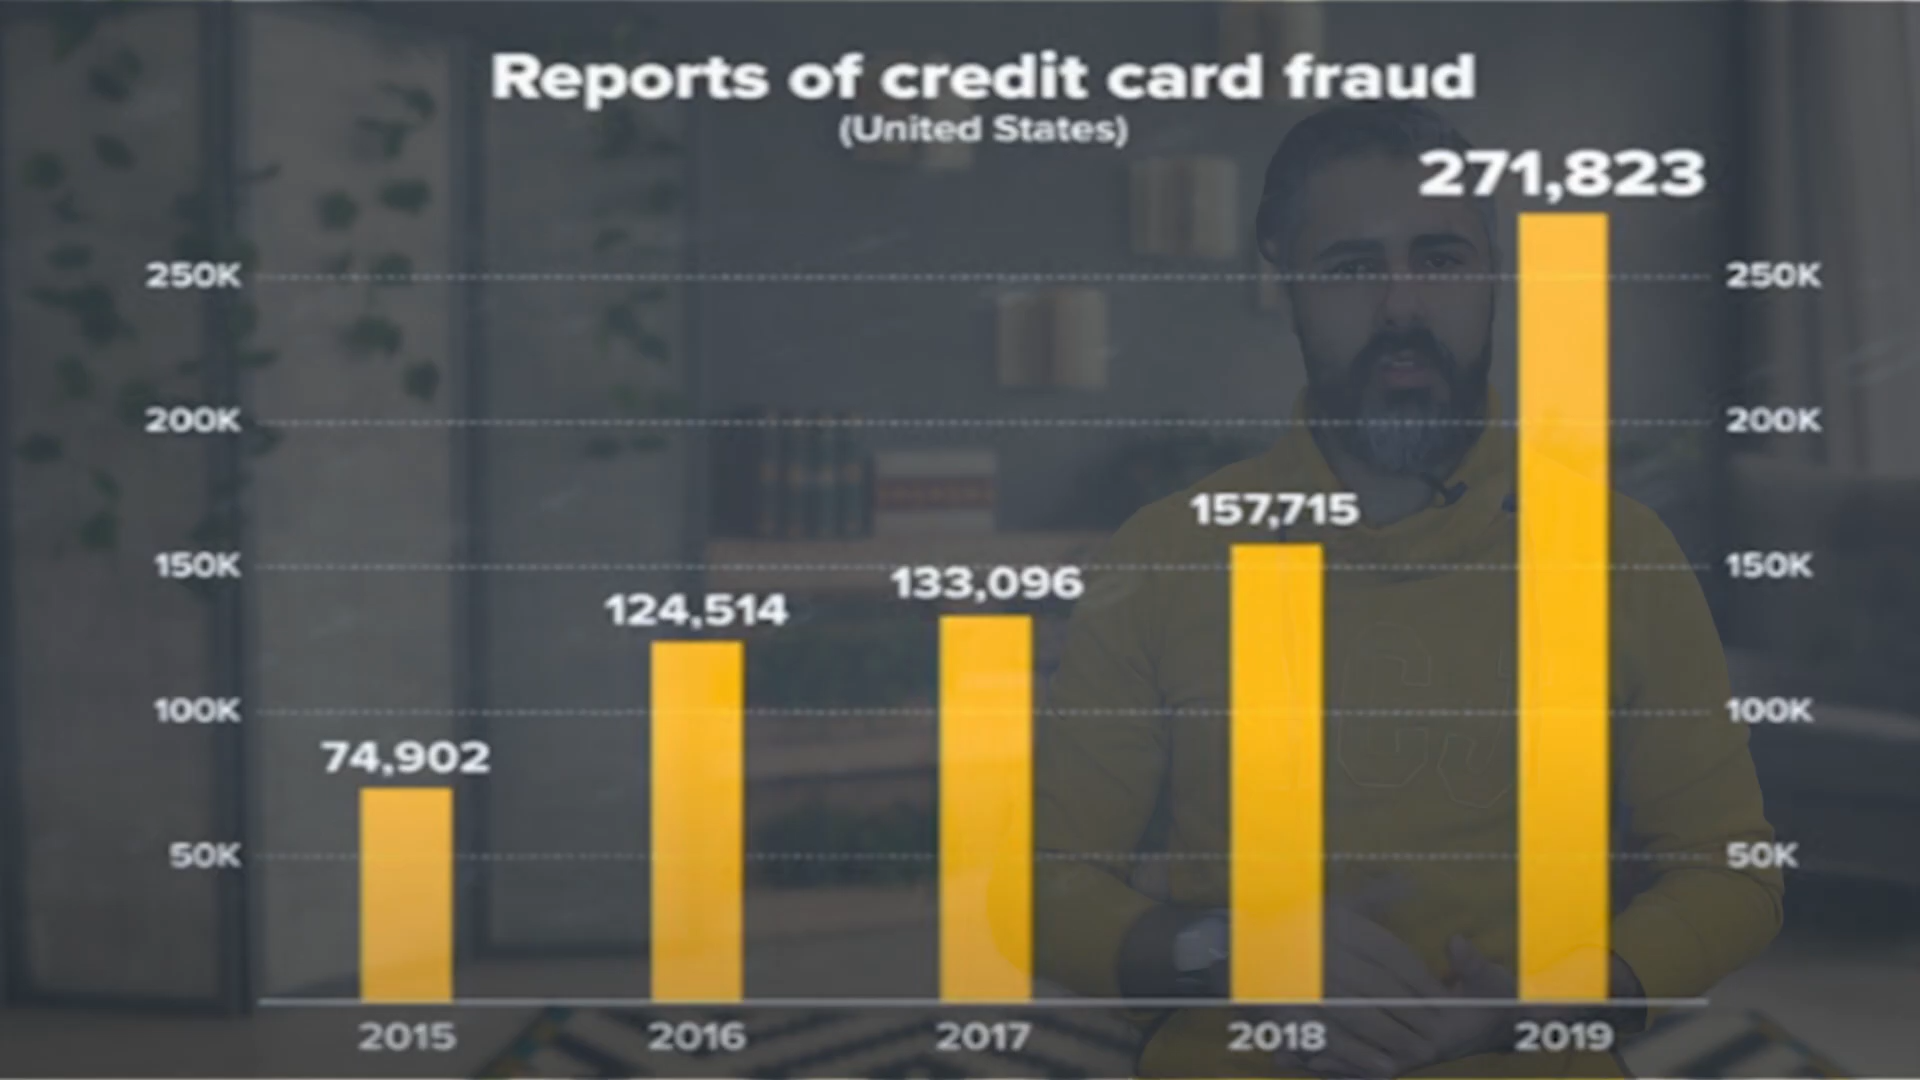 Reports of credit card fraud
(United States)
271,823
250K 250K
200K 200K
157,715
150K 150K
133,096
124,514
100K 100K
74,902
50K 50K
2015 2016 2017 2018 2019